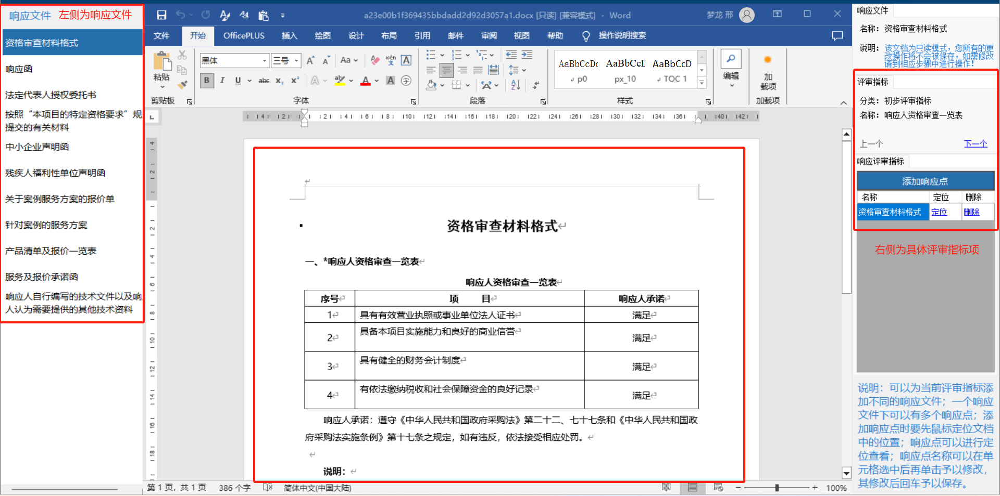 响应文件
左侧为响应文件
资格审查材料格式
响应函
法定代表人授权委托书
按照“本项目的特定资格要求”规
提交的有关材料
中小企业声明函
残疾人福利性单位声明函
关于案例服务方案的报价单
针对案例的服务方案
产品清单及报价一览表
服务及报价承诺函
响应人自行编写的技术文件以及响
人认为需要提供的其他技术资料
a23e00b1f369435bbdadd2d92d3057a1.docx [只读] [兼容模式] - Word
梦龙 邢
文件 开始 OfficePLUS 插入 绘图 设计 布局 引用 邮件 审阅 视图 帮助 操作说明搜索
粘贴
剪贴板
黑体 三号
字体
段落
AaBbCcDc AaBbCcI AaBbCcD
p0 px_10 TOC 1
样式
编辑
加
载项
加载项
资格审查材料格式
一、*响应人资格审查一览表
响应人资格审查一览表
序号 项 目 响应人承诺
1 具有有效营业执照或事业单位法人证书 满足
2 具备本项目实施能力和良好的商业信誉 满足
3 具有健全的财务会计制度 满足
4 有依法缴纳税收和社会保障资金的良好记录 满足
响应人承诺：遵守《中华人民共和国政府采购法》第二十二、七十七条和《中华人民共和国政
府采购法实施条例》第十七条之规定，如有违反，依法接受相应处罚。
说明：
第 1 页，共 1 页 386 个字 简体中文(中国大陆) 100%
响应文件
名称： 资格审查材料格式
说明： 该文档为只读模式，您所有的更
改操作将不会被保存，如需修改
请到相应步骤中进行操作！
评审指标
分类： 初步评审指标
名称： 响应人资格审查一览表
上一个 下一个
响应评审指标
添加响应点
名称 定位 删除
资格审查材料格式 定位 删除
右侧为具体评审指标项
说明：可以为当前评审指标添
加不同的响应文件；一个响应
文件下可以有多个响应点；添
加响应点时要先鼠标定位文档
中的位置；响应点可以进行定
位查看；响应点名称可以在单
元格选中后再单击予以修改，
其修改后回车予以保存。